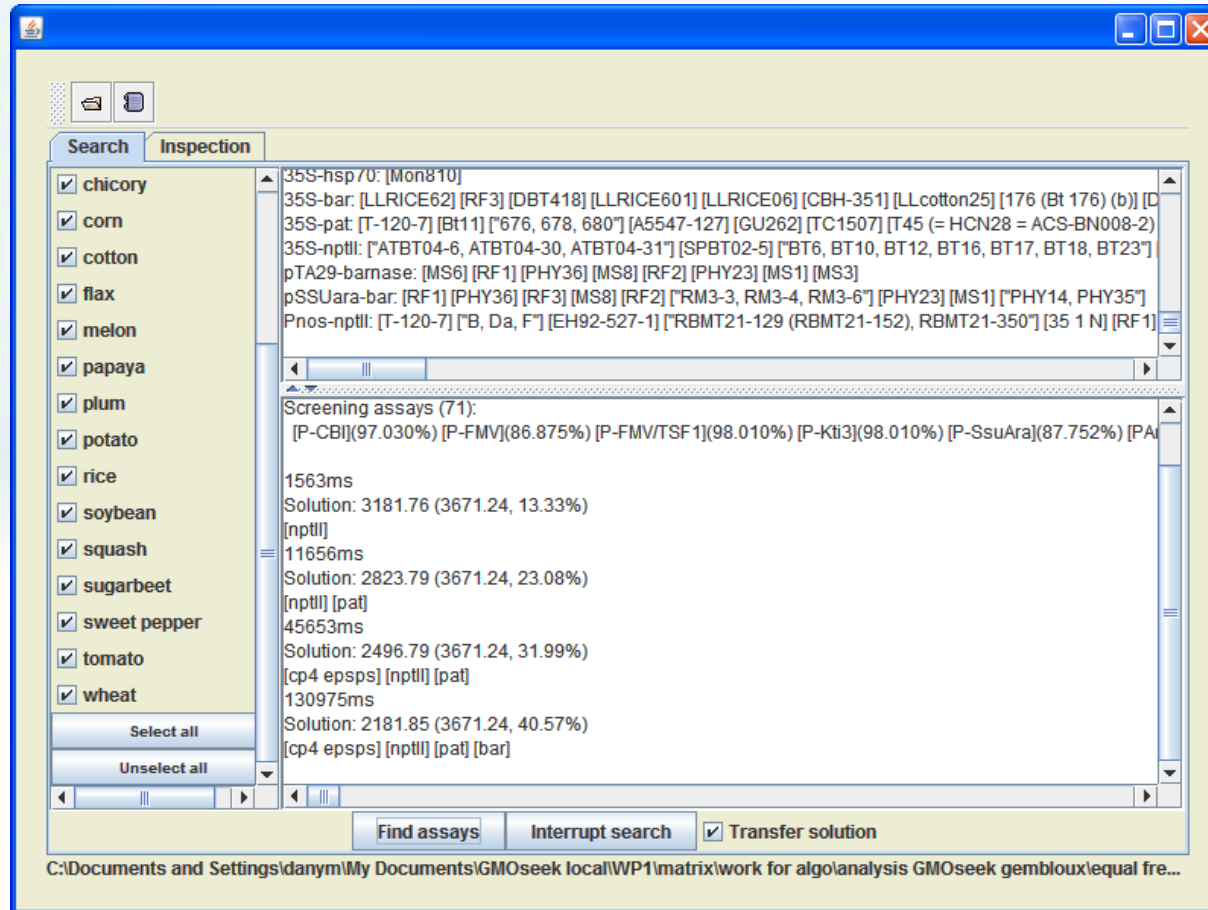 Search Inspection
chicory
corn
cotton
flax
melon
papaya
plum
potato
rice
soybean
squash
sugarbeet
sweet pepper
tomato
wheat
Select all
Unselect all
35S-hsp70: [Mon810]
35S-bar: [LLRICE62] [RF3] [DBT418] [LLRICE601] [LLRICE06] [CBH-351] [LLcotton25] [176 (Bt 176) (b)] [D
35S-pat: [T-120-7] [Bt11] ["676, 678, 680"] [A5547-127] [GU262] [TC1507] [T45 (= HCN28 = ACS-BN008-2)
35S-nptII: ["ATBT04-6, ATBT04-30, ATBT04-31"] [SPBT02-5] ["BT6, BT10, BT12, BT16, BT17, BT18, BT23"]
pTA29-barnase: [MS6] [RF1] [PHY36] [MS8] [RF2] [PHY23] [MS1] [MS3]
pSSUara-bar: [RF1] [PHY36] [RF3] [MS8] [RF2] ["RM3-3, RM3-4, RM3-6"] [PHY23] [MS1] ["PHY14, PHY35"]
Pnos-nptII: [T-120-7] ["B, Da, F"] [EH92-527-1] ["RBMT21-129 (RBMT21-152), RBMT21-350"] [35 1 N] [RF1]
Screening assays (71):
[P-CBI](97.030%) [P-FMV](86.875%) [P-FMV/TSF1](98.010%) [P-Kti3](98.010%) [P-SsuAra](87.752%) [PA
1563ms
Solution: 3181.76 (3671.24, 13.33%)
[nptII]
11656ms
Solution: 2823.79 (3671.24, 23.08%)
[nptII] [pat]
45653ms
Solution: 2496.79 (3671.24, 31.99%)
[cp4 epsps] [nptII] [pat]
130975ms
Solution: 2181.85 (3671.24, 40.57%)
[cp4 epsps] [nptII] [pat] [bar]
Find assays Interrupt search Transfer solution
C:\Documents and Settings\danym\My Documents\GMOseek local\WP1\matrix\work for algo\analysis GMOseek gembloux\equal fre...